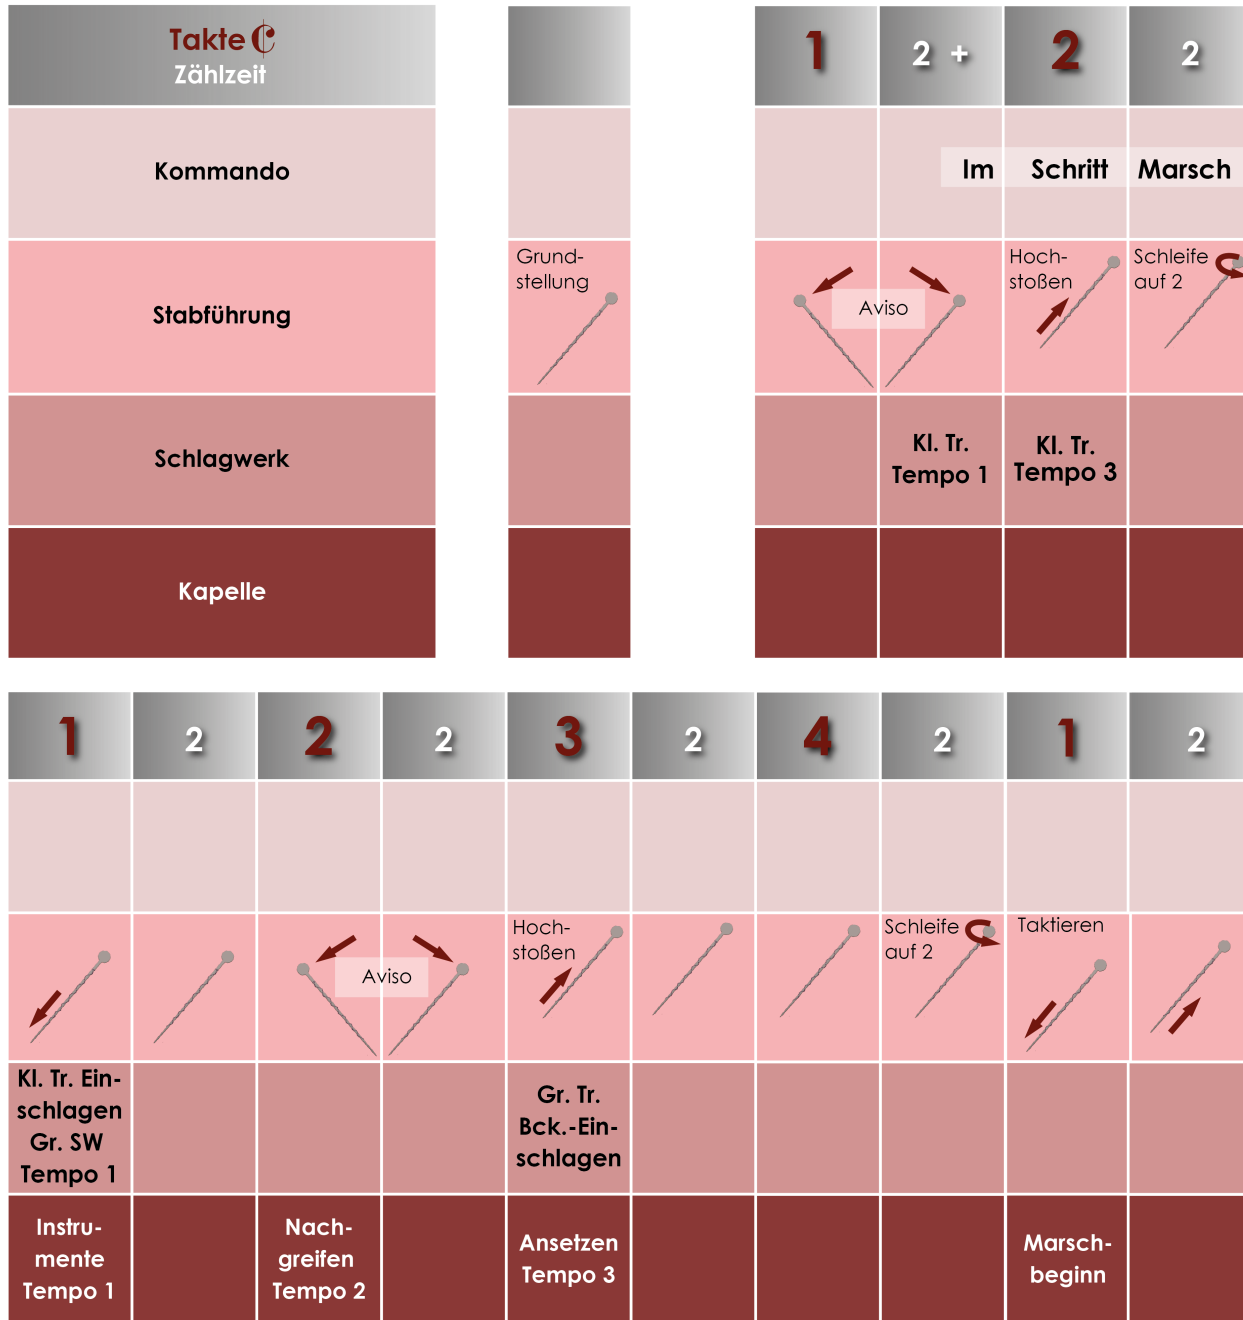 Takte ¢
Zählzeit
1
2 +
2
2
Kommando
Im Schritt Marsch
Stabführung
Grund-
stellung
Aviso
Hoch-
stoßen
Schleife
auf 2
Schlagwerk
Kl. Tr.
Tempo 1
Kl. Tr.
Tempo 3
Kapelle
1
2
2
2
3
2
4
2
1
2
Aviso
Hoch-
stoßen
Schleife
auf 2
Taktieren
Kl. Tr. Ein-
schlagen
Gr. SW
Tempo 1
Gr. Tr.
Bck.-Ein-
schlagen
Instru-
mente
Tempo 1
Nach-
greifen
Tempo 2
Ansetzen
Tempo 3
Marsch-
beginn